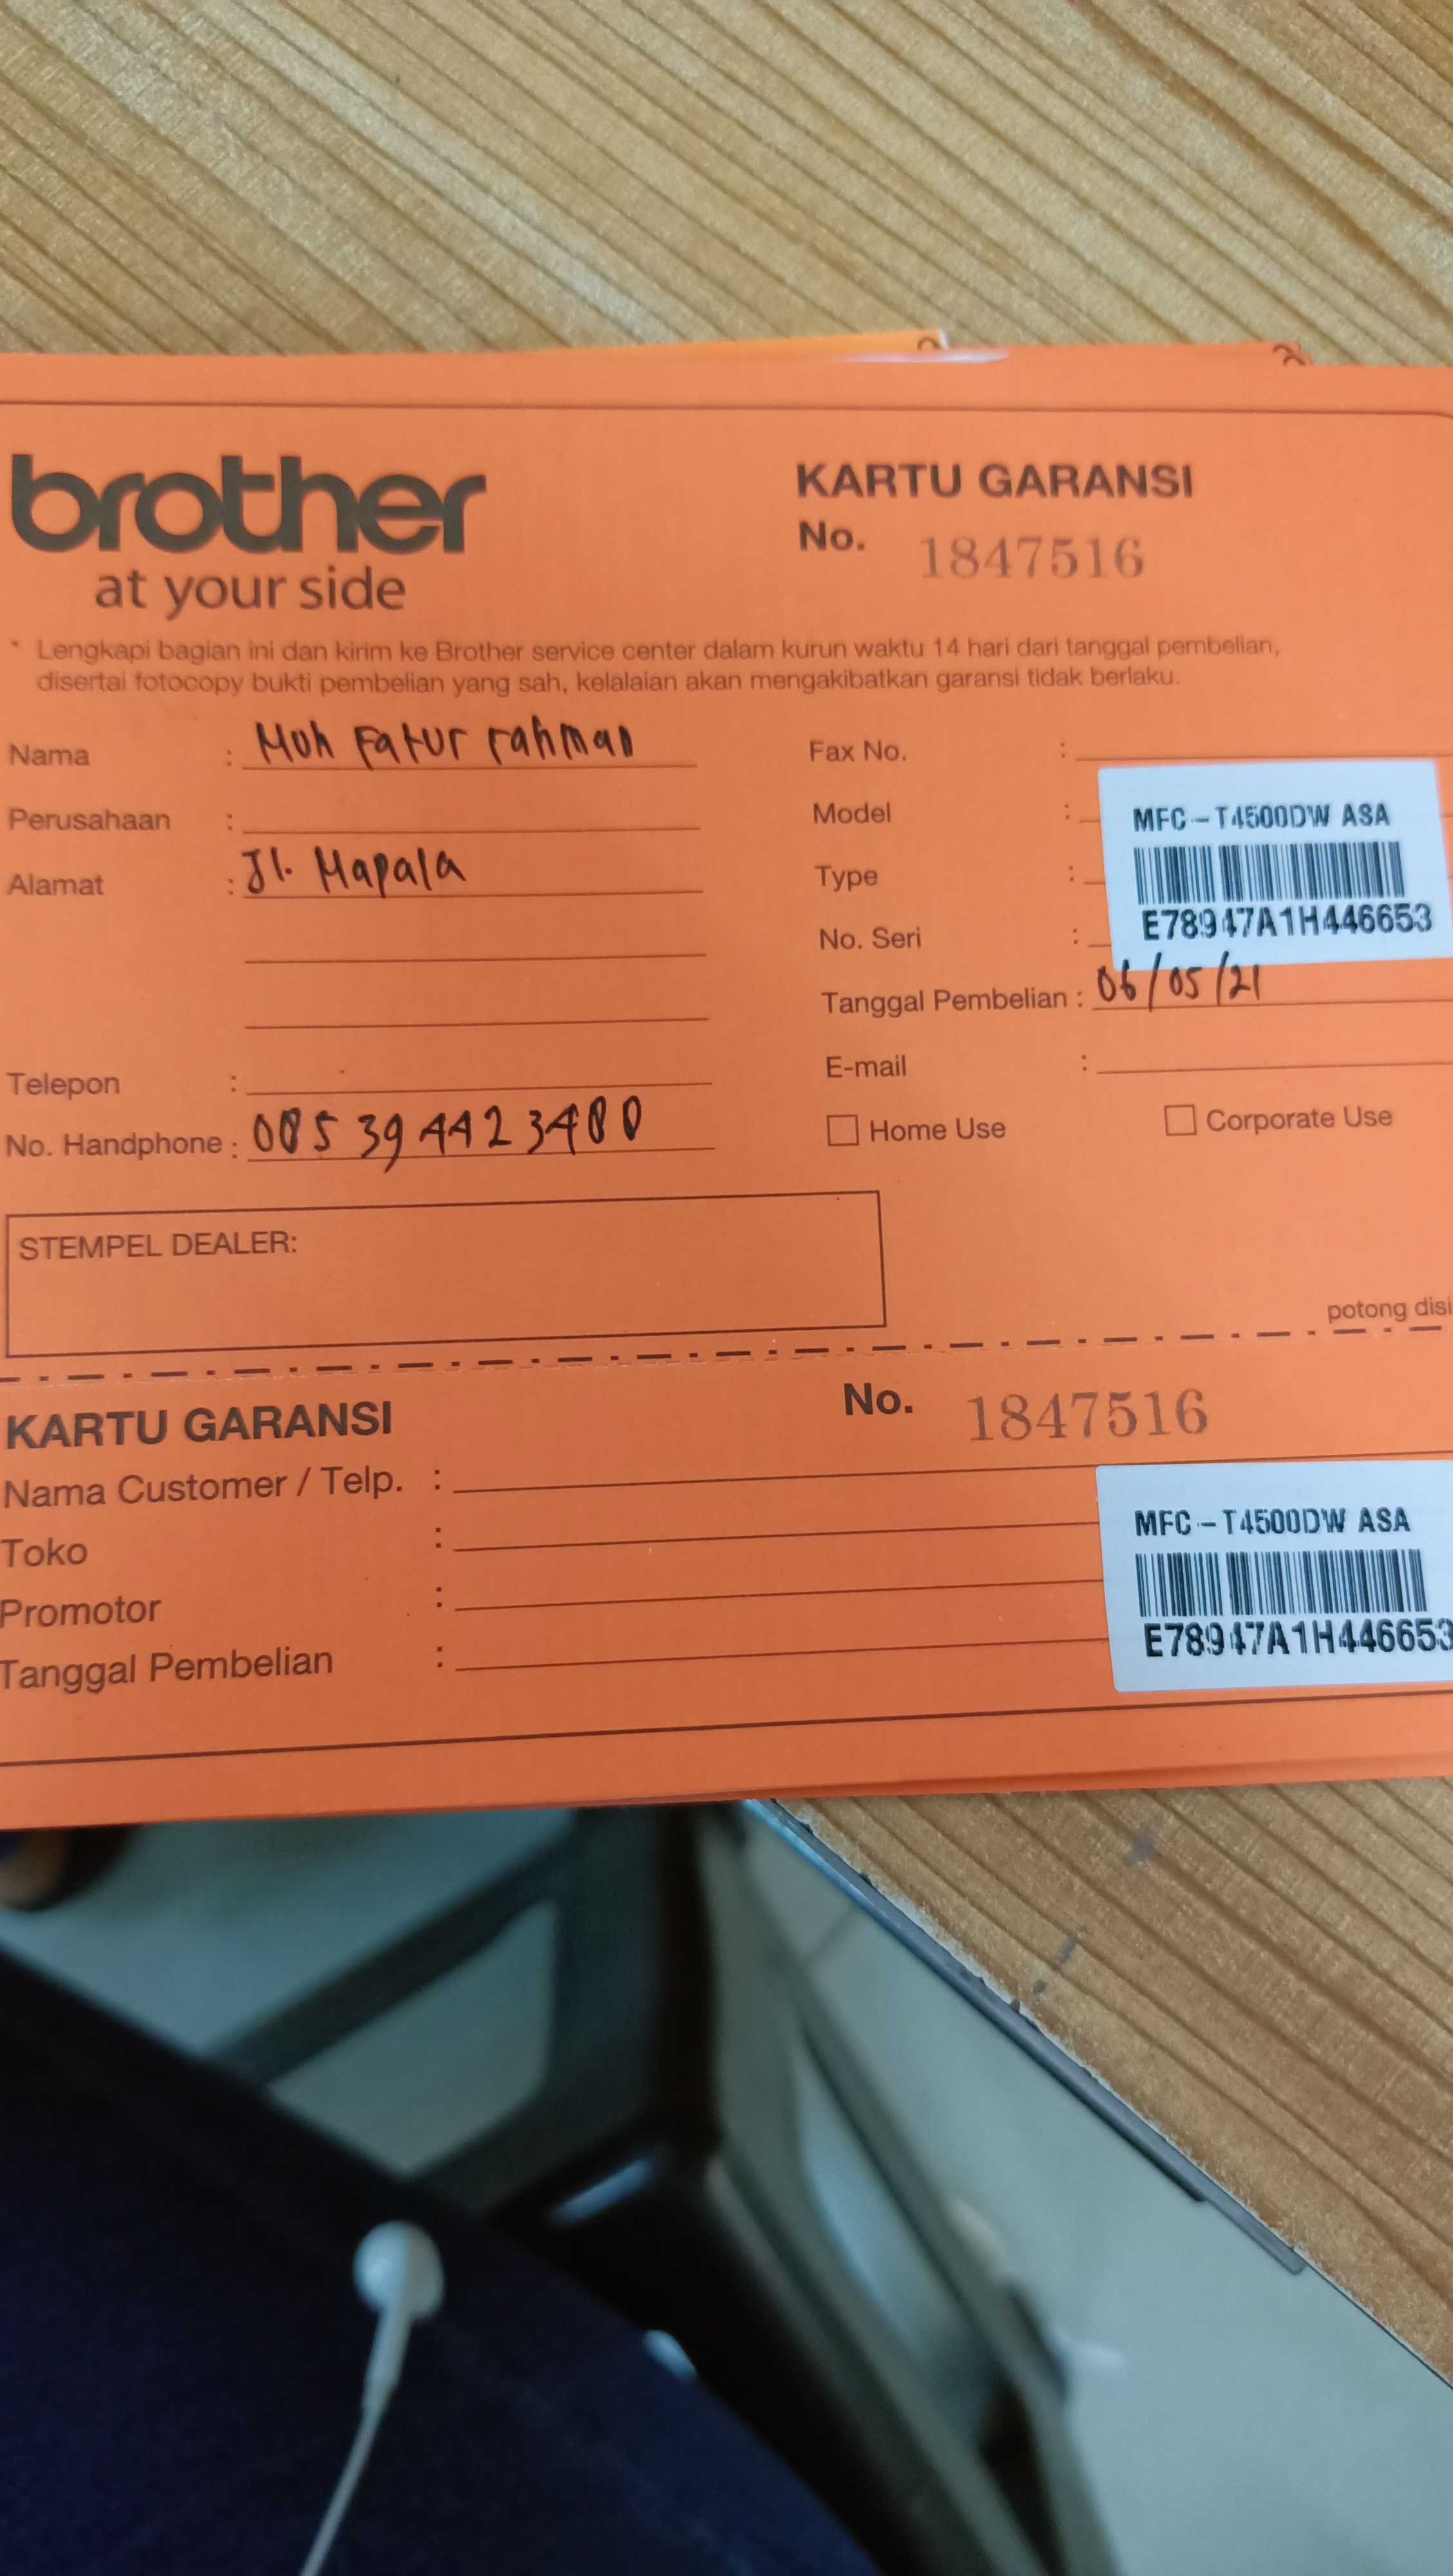 brother
at your side
KARTU GARANSI
No. 1847516
* Lengkapi bagian ini dan kirim ke Brother service center dalam kurun waktu 14 hari dari tanggal pembelian,
disertai fotocopy bukti pembelian yang sah, kelalaian akan mengakibatkan garansi tidak berlaku.
Nama : Moh Fatur rahman
Perusahaan :
Alamat : Jl. Mapala
Telepon :
No. Handphone :
Fax No. :
Model : MFC-T4500DW ASA
Type :
No. Seri : E78947A1H446653
Tanggal Pembelian : 06/05/21
E-mail :
Home Use
Corporate Use
STEMPEL DEALER:
potong disi
KARTU GARANSI
No. 1847516
Nama Customer / Telp. :
Toko :
Promotor :
Tanggal Pembelian :
MFC-T4500DW ASA
E78947A1H446653